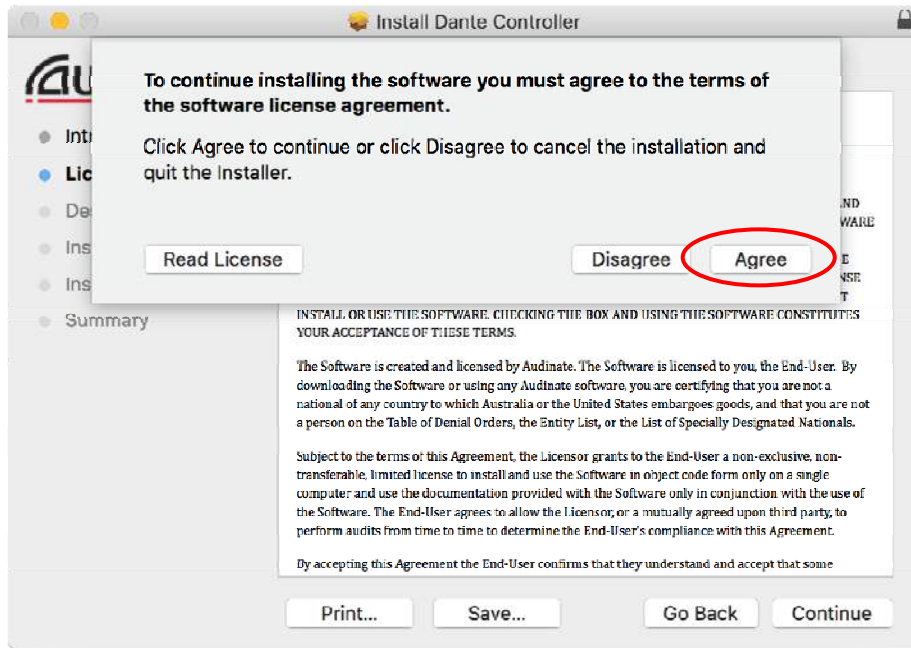 Install Dante Controller
Au
To continue installing the software you must agree to the terms of
the software license agreement.
Click Agree to continue or click Disagree to cancel the installation and
quit the Installer.
Read License
Disagree
Agree
Int
Lic
De
Ins
Ins
Summary
ND
WARE
E
NSE
T
INSTALL OR USE THE SOFTWARE. CHECKING THE BOX AND USING THE SOFTWARE CONSTITUTES
YOUR ACCEPTANCE OF THESE TERMS.
The Software is created and licensed by Audinate. The Software is licensed to you, the End-User. By
downloading the Software or using any Audinate software, you are certifying that you are not a
national of any country to which Australia or the United States embargoes goods, and that you are not
a person on the Table of Denial Orders, the Entity List, or the List of Specially Designated Nationals.
Subject to the terms of this Agreement, the Licensor grants to the End-User a non-exclusive, non-
transferable, limited license to install and use the Software in object code form only on a single
computer and use the documentation provided with the Software only in conjunction with the use of
the Software. The End-User agrees to allow the Licensor, or a mutually agreed upon third party, to
perform audits from time to time to determine the End-User's compliance with this Agreement.
By accepting this Agreement the End-User confirms that they understand and accept that some
Print...
Save...
Go Back
Continue